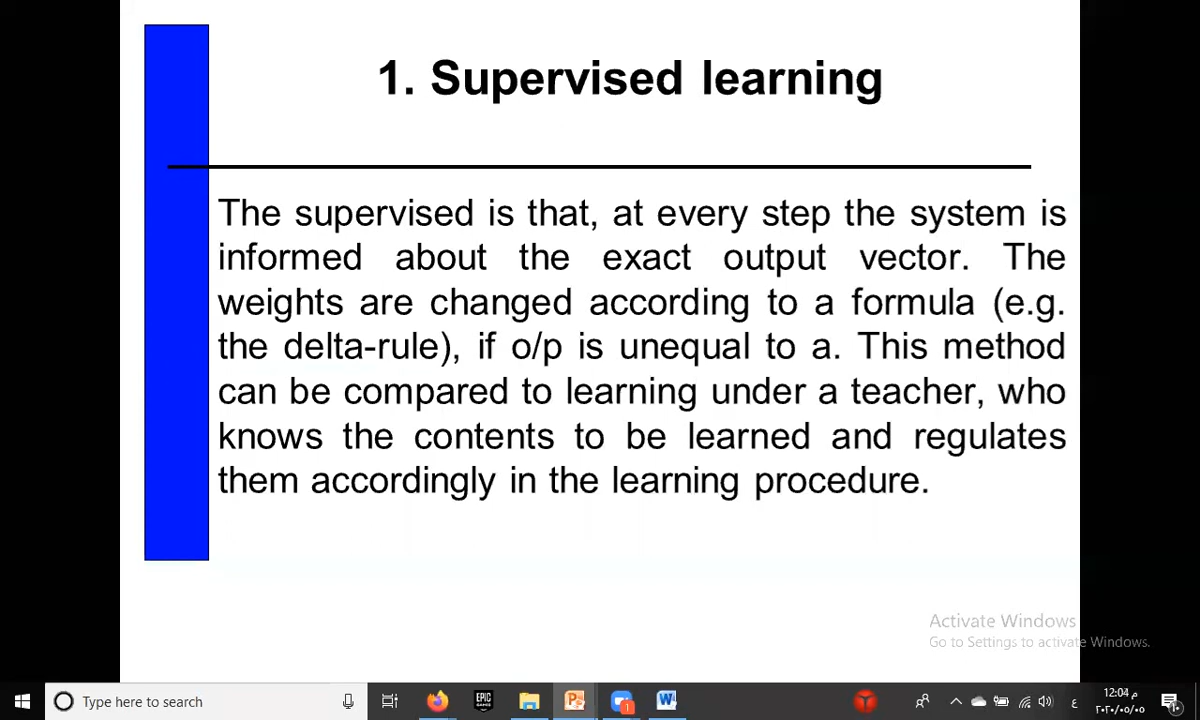 1. Supervised learning
The supervised is that, at every step the system is
informed about the exact output vector. The
weights are changed according to a formula (e.g.
the delta-rule), if o/p is unequal to a. This method
can be compared to learning under a teacher, who
knows the contents to be learned and regulates
them accordingly in the learning procedure.
Activate Windows
Go to Settings to activate Windows.
Type here to search
EPIC
GAMES
1
ع
12:04 م
٢٠٢٠/٠٥/٠٥